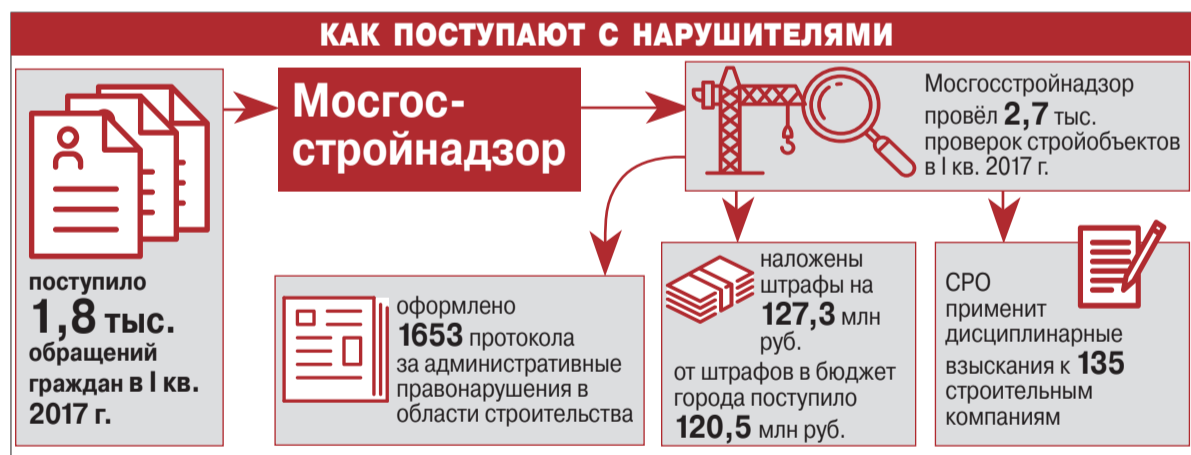 КАК ПОСТУПАЮТ С НАРУШИТЕЛЯМИ
поступило
1,8 тыс.
обращений
граждан в I кв.
2017 г.
Мосгос-
стройнадзор
Мосгосстройнадзор
провёл 2,7 тыс.
проверок стройобъектов
в I кв. 2017 г.
оформлено
1653 протокола
за административные
правонарушения в
области строительства
наложены
штрафы на
127,3 млн
руб.
от штрафов в бюджет
города поступило
120,5 млн руб.
СРО
применит
дисциплинарные
взыскания к 135
строительным
компаниям